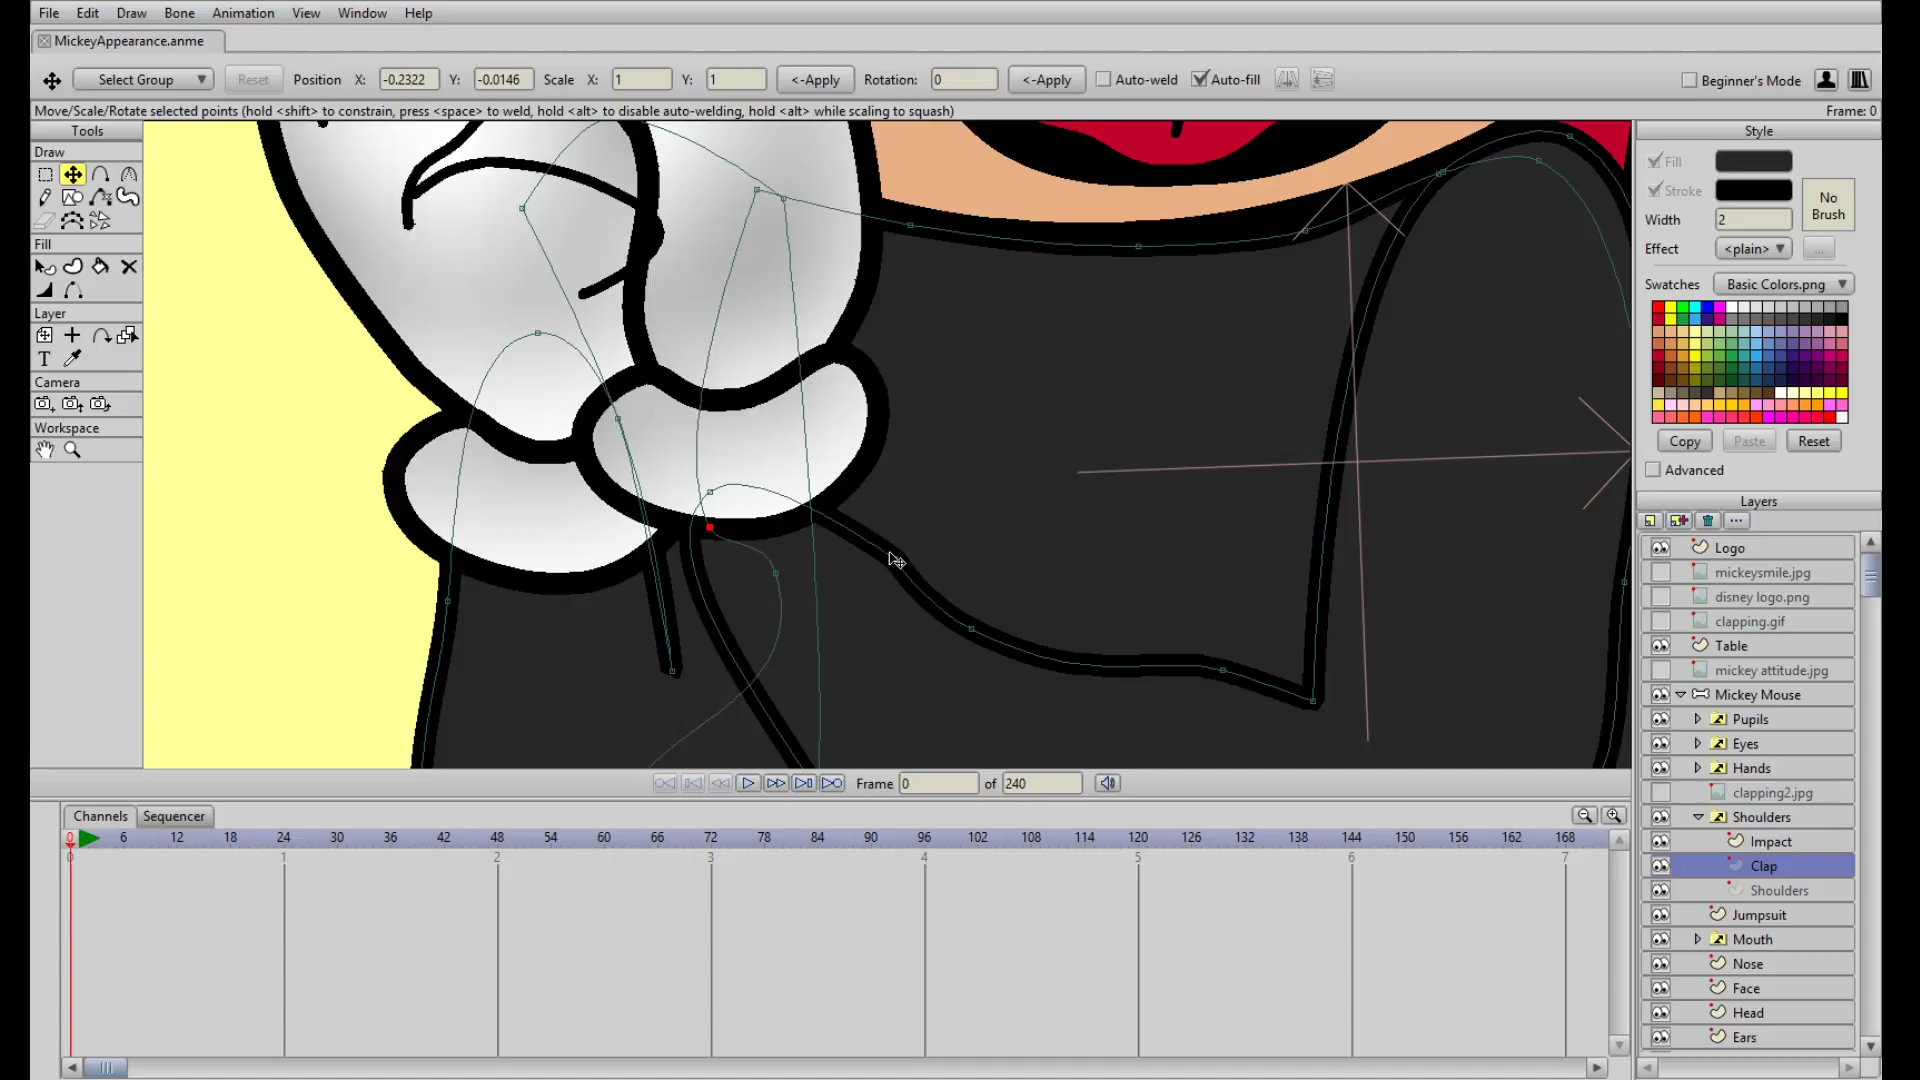 File Edit Draw Bone Animation View Window Help
MickeyAppearance.anme
Select Group Reset Position X: -0.2322 Y: -0.0146 Scale X: 1 Y: 1 <-Apply Rotation: 0 <-Apply Auto-weld Auto-fill Beginner's Mode
Move/Scale/Rotate selected points (hold <shift> to constrain, press <space> to weld, hold <alt> to disable auto-welding, hold <alt> while scaling to squash) Frame: 0
Tools
Draw
Fill
Layer
T
Camera
Workspace
Style
Fill
Stroke
No
Brush
Width 2
Effect <plain> ...
Swatches Basic Colors.png
Copy Paste Reset
Advanced
Layers
Logo
mickeysmile.jpg
disney logo.png
clapping.gif
Table
mickey attitude.jpg
Mickey Mouse
Pupils
Eyes
Hands
clapping2.jpg
Shoulders
Impact
Clap
Shoulders
Jumpsuit
Mouth
Nose
Face
Head
Ears
Frame 0 of 240
Channels Sequencer
0 6 12 18 24 30 36 42 48 54 60 66 72 78 84 90 96 102 108 114 120 126 132 138 144 150 156 162 168
0 1 2 3 4 5 6 7